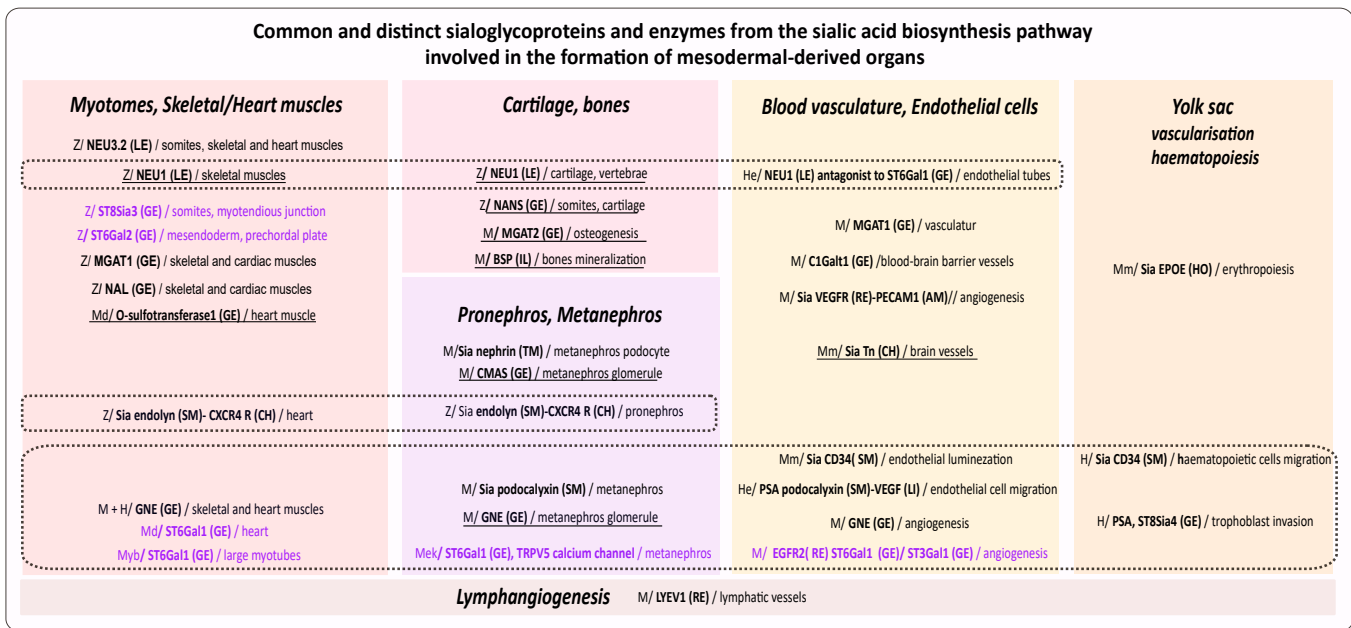 Common and distinct sialoglycoproteins and enzymes from the sialic acid biosynthesis pathway
involved in the formation of mesodermal-derived organs
Myotomes, Skeletal/Heart muscles
Z/ NEU3.2 (LE) / somites, skeletal and heart muscles
Z/ NEU1 (LE) / skeletal muscles
Z/ ST8Sia3 (GE) / somites, myotendious junction
Z/ ST6Gal2 (GE) / mesendoderm, prechordal plate
Z/ MGAT1 (GE) / skeletal and cardiac muscles
Z/ NAL (GE) / skeletal and cardiac muscles
Md/ O-sulfotransferase1 (GE) / heart muscle
Z/ Sia endolyn (SM)- CXCR4 R (CH) / heart
M + H/ GNE (GE) / skeletal and heart muscles
Md/ ST6Gal1 (GE) / heart
Myb/ ST6Gal1 (GE) / large myotubes
Cartilage, bones
Z/ NEU1 (LE) / cartilage, vertebrae
Z/ NANS (GE) / somites, cartilage
M/ MGAT2 (GE) / osteogenesis
M/ BSP (IL) / bones mineralization
Pronephros, Metanephros
M/Sia nephrin (TM) / metanephros podocyte
M/ CMAS (GE) / metanephros glomerule
Z/ Sia endolyn (SM)-CXCR4 R (CH) / pronephros
M/ Sia podocalyxin (SM) / metanephros
M/ GNE (GE) / metanephros glomerule
Mek/ ST6Gal1 (GE), TRPV5 calcium channel / metanephros
Blood vasculature, Endothelial cells
He/ NEU1 (LE) antagonist to ST6Gal1 (GE) / endothelial tubes
M/ MGAT1 (GE) / vasculatur
M/ C1Galt1 (GE) /blood-brain barrier vessels
M/ Sia VEGFR (RE)-PECAM1 (AM)// angiogenesis
Mm/ Sia Tn (CH) / brain vessels
Mm/ Sia CD34( SM) / endothelial luminezation
He/ PSA podocalyxin (SM)-VEGF (LI) / endothelial cell migration
M/ GNE (GE) / angiogenesis
M/ EGFR2( RE) ST6Gal1 (GE)/ ST3Gal1 (GE) / angiogenesis
Yolk sac
vascularisation
haematopoiesis
Mm/ Sia EPOE (HO) / erythropoiesis
H/ Sia CD34 (SM) / haematopoietic cells migration
H/ PSA, ST8Sia4 (GE) / trophoblast invasion
Lymphangiogenesis M/ LYEV1 (RE) / lymphatic vessels